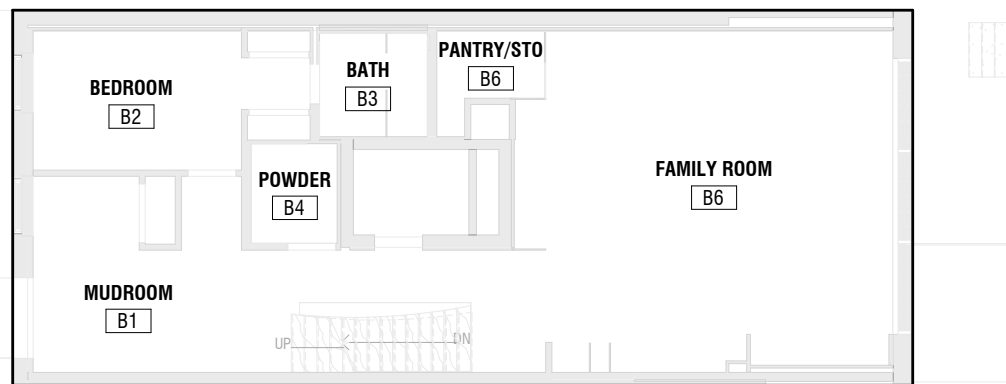 PANTRY/STO
B6
BATH
B3
BEDROOM
B2
FAMILY ROOM
B6
POWDER
B4
MUDROOM
B1
UP
DN